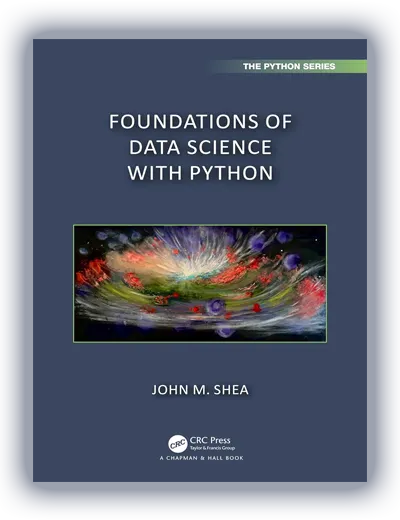 THE PYTHON SERIES
FOUNDATIONS OF
DATA SCIENCE
WITH PYTHON
JOHN M. SHEA
CRC
CRC Press
Taylor & Francis Group
A CHAPMAN & HALL BOOK